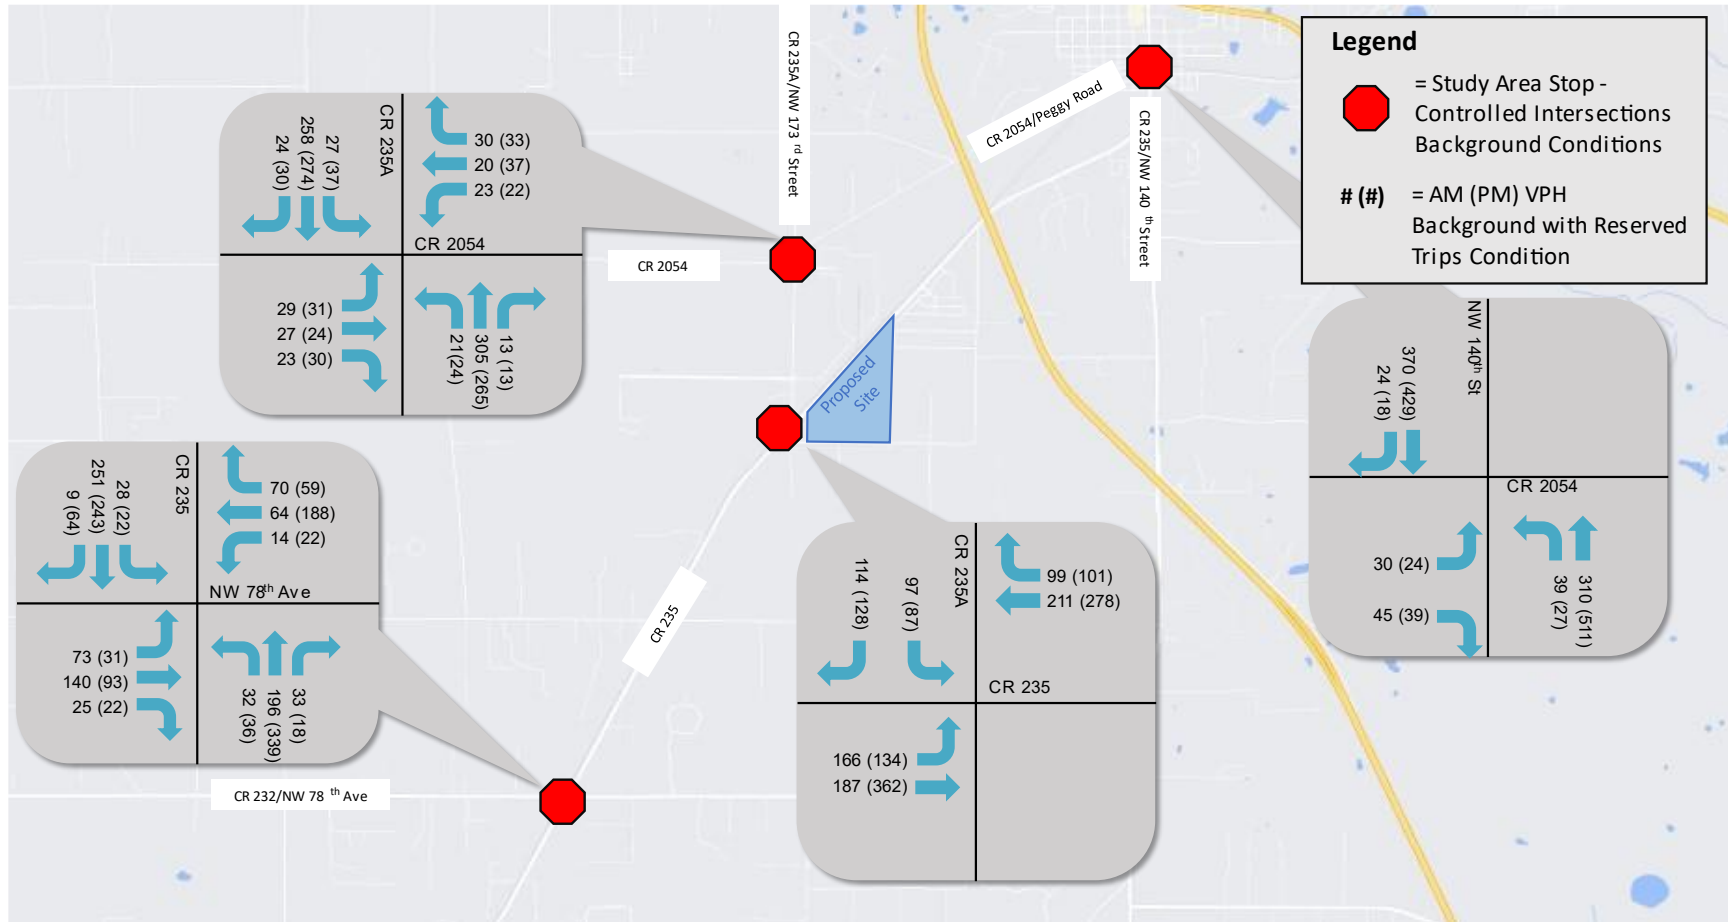 Legend
= Study Area Stop -
Controlled Intersections
Background Conditions
# (#)
= AM (PM) VPH
Background with Reserved
Trips Condition
CR 235A/NW 173 rd Street
CR 2054/Peggy Road
CR 235/NW 140 th Street
CR 2054
Proposed
Site
CR 235
CR 232/NW 78 th Ave
CR 235A
24 (30)
258 (274)
27 (37)
30 (33)
20 (37)
23 (22)
CR 2054
29 (31)
27 (24)
23 (30)
21(24)
305 (265)
13 (13)
CR 235
9 (64)
251 (243)
28 (22)
70 (59)
64 (188)
14 (22)
NW 78th Ave
73 (31)
140 (93)
25 (22)
32 (36)
196 (339)
33 (18)
CR 235A
114 (128)
97 (87)
99 (101)
211 (278)
CR 235
166 (134)
187 (362)
NW 140th St
24 (18)
370 (429)
CR 2054
30 (24)
45 (39)
39 (27)
310 (511)